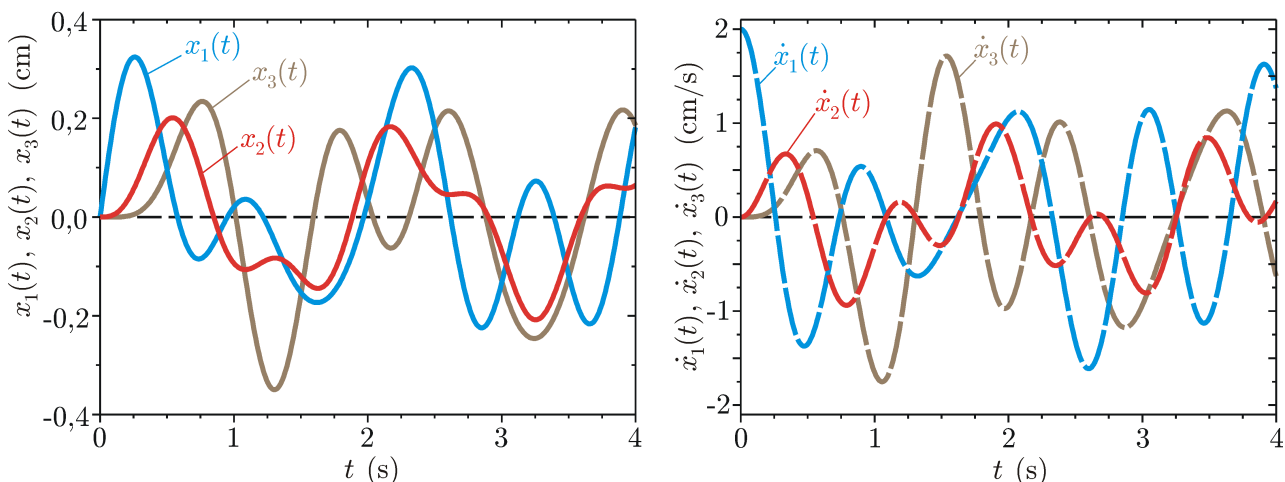 x₁(t), x₂(t), x₃(t) (cm)
0,4
0,2
0,0
-0,2
-0,4
0
1
2
3
4
t (s)
x₁(t)
x₃(t)
x₂(t)
ẋ₁(t), ẋ₂(t), ẋ₃(t) (cm/s)
2
1
0
-1
-2
0
1
2
3
4
t (s)
ẋ₁(t)
ẋ₃(t)
ẋ₂(t)